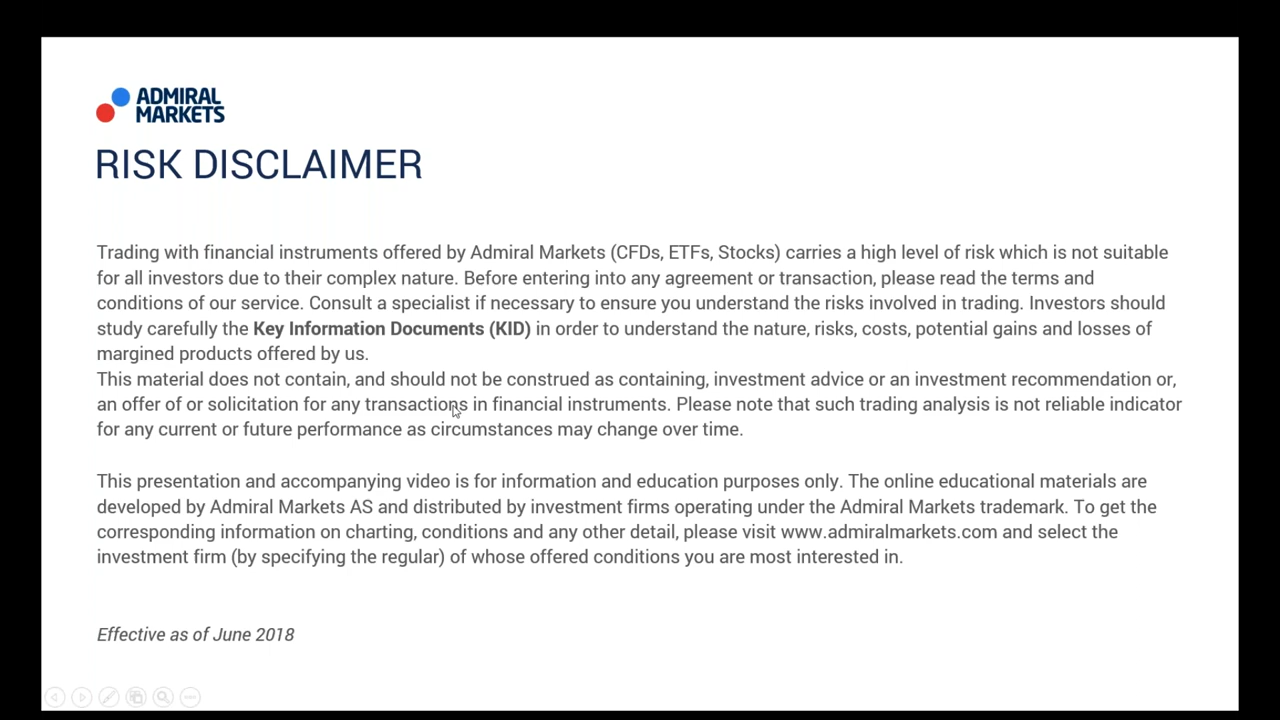 ADMIRAL
MARKETS
RISK DISCLAIMER
Trading with financial instruments offered by Admiral Markets (CFDs, ETFs, Stocks) carries a high level of risk which is not suitable
for all investors due to their complex nature. Before entering into any agreement or transaction, please read the terms and
conditions of our service. Consult a specialist if necessary to ensure you understand the risks involved in trading. Investors should
study carefully the Key Information Documents (KID) in order to understand the nature, risks, costs, potential gains and losses of
margined products offered by us.
This material does not contain, and should not be construed as containing, investment advice or an investment recommendation or,
an offer of or solicitation for any transactions in financial instruments. Please note that such trading analysis is not reliable indicator
for any current or future performance as circumstances may change over time.
This presentation and accompanying video is for information and education purposes only. The online educational materials are
developed by Admiral Markets AS and distributed by investment firms operating under the Admiral Markets trademark. To get the
corresponding information on charting, conditions and any other detail, please visit www.admiralmarkets.com and select the
investment firm (by specifying the regular) of whose offered conditions you are most interested in.
Effective as of June 2018